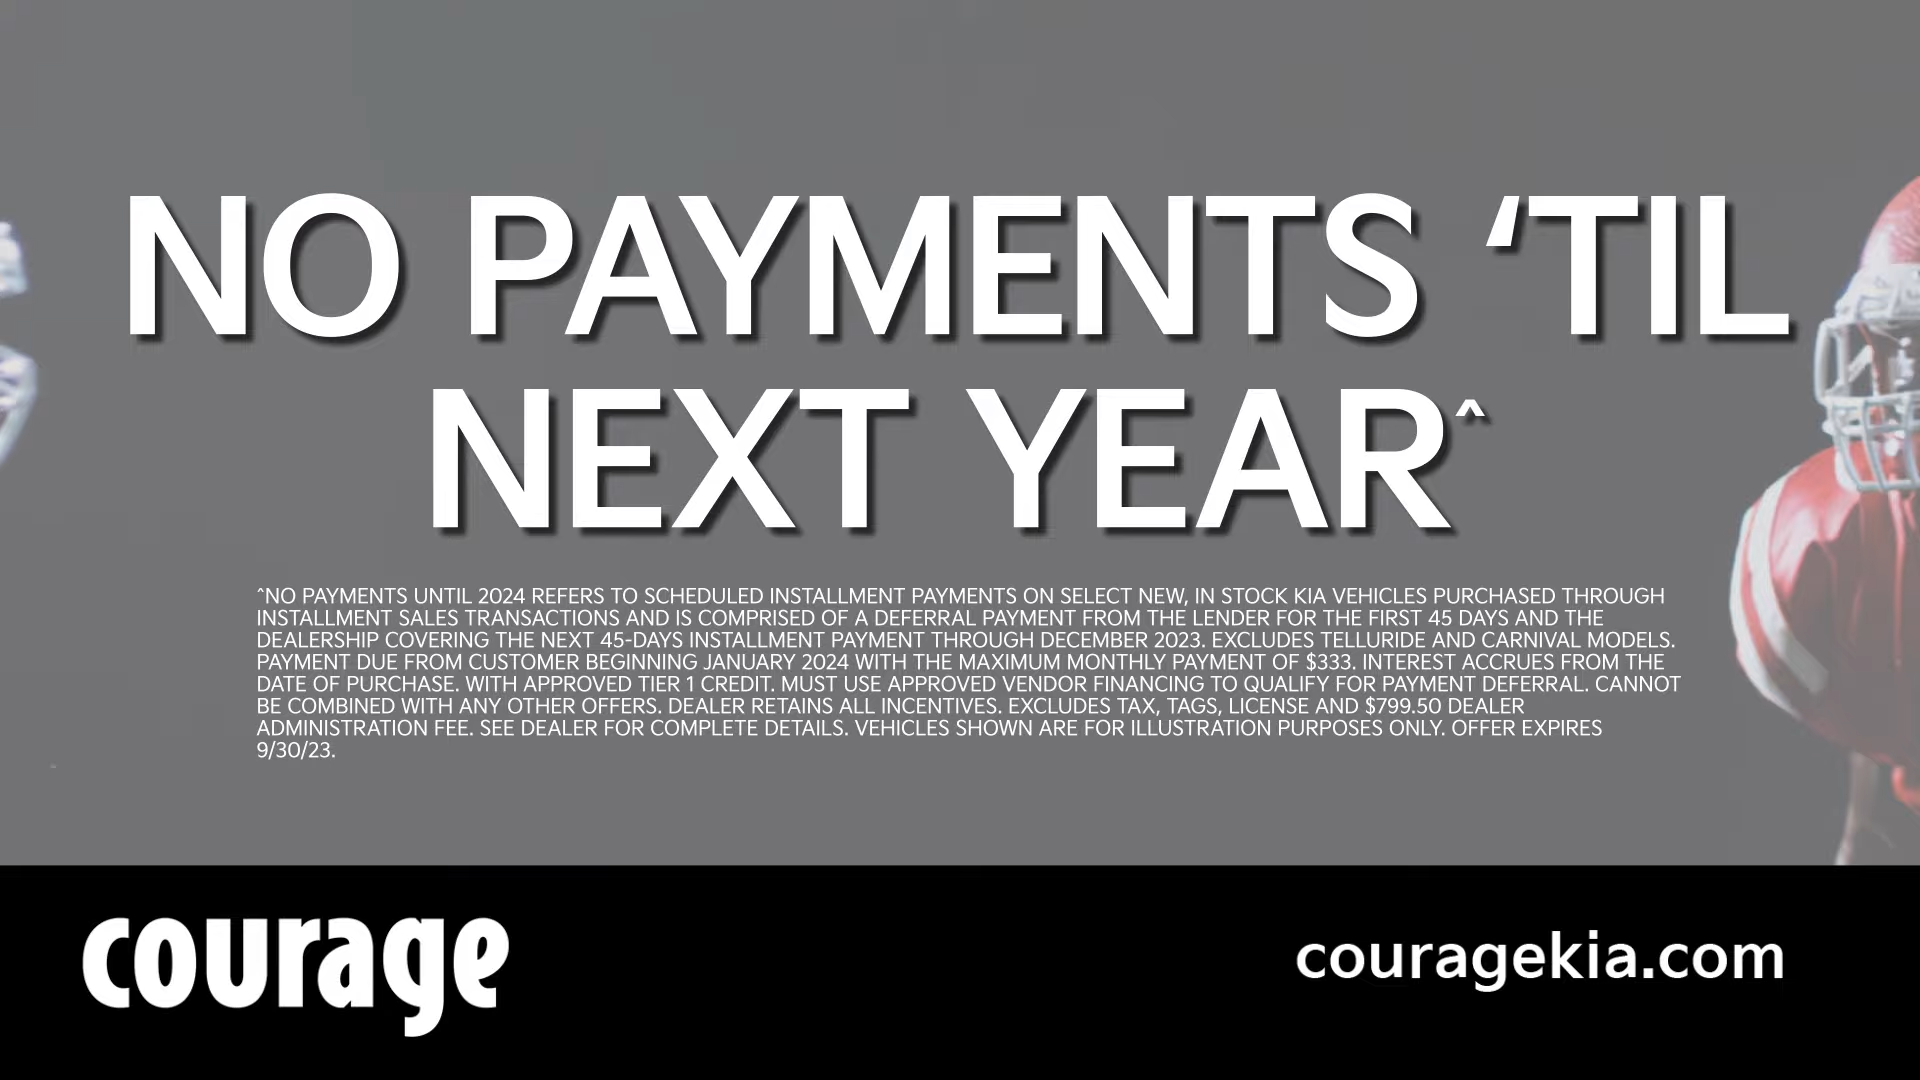 NO PAYMENTS ‘TIL
NEXT YEAR^
^NO PAYMENTS UNTIL 2024 REFERS TO SCHEDULED INSTALLMENT PAYMENTS ON SELECT NEW, IN STOCK KIA VEHICLES PURCHASED THROUGH
INSTALLMENT SALES TRANSACTIONS AND IS COMPRISED OF A DEFERRAL PAYMENT FROM THE LENDER FOR THE FIRST 45 DAYS AND THE
DEALERSHIP COVERING THE NEXT 45-DAYS INSTALLMENT PAYMENT THROUGH DECEMBER 2023. EXCLUDES TELLURIDE AND CARNIVAL MODELS.
PAYMENT DUE FROM CUSTOMER BEGINNING JANUARY 2024 WITH THE MAXIMUM MONTHLY PAYMENT OF $333. INTEREST ACCRUES FROM THE
DATE OF PURCHASE. WITH APPROVED TIER 1 CREDIT. MUST USE APPROVED VENDOR FINANCING TO QUALIFY FOR PAYMENT DEFERRAL. CANNOT
BE COMBINED WITH ANY OTHER OFFERS. DEALER RETAINS ALL INCENTIVES. EXCLUDES TAX, TAGS, LICENSE AND $799.50 DEALER
ADMINISTRATION FEE. SEE DEALER FOR COMPLETE DETAILS. VEHICLES SHOWN ARE FOR ILLUSTRATION PURPOSES ONLY. OFFER EXPIRES
9/30/23.
courage
couragekia.com